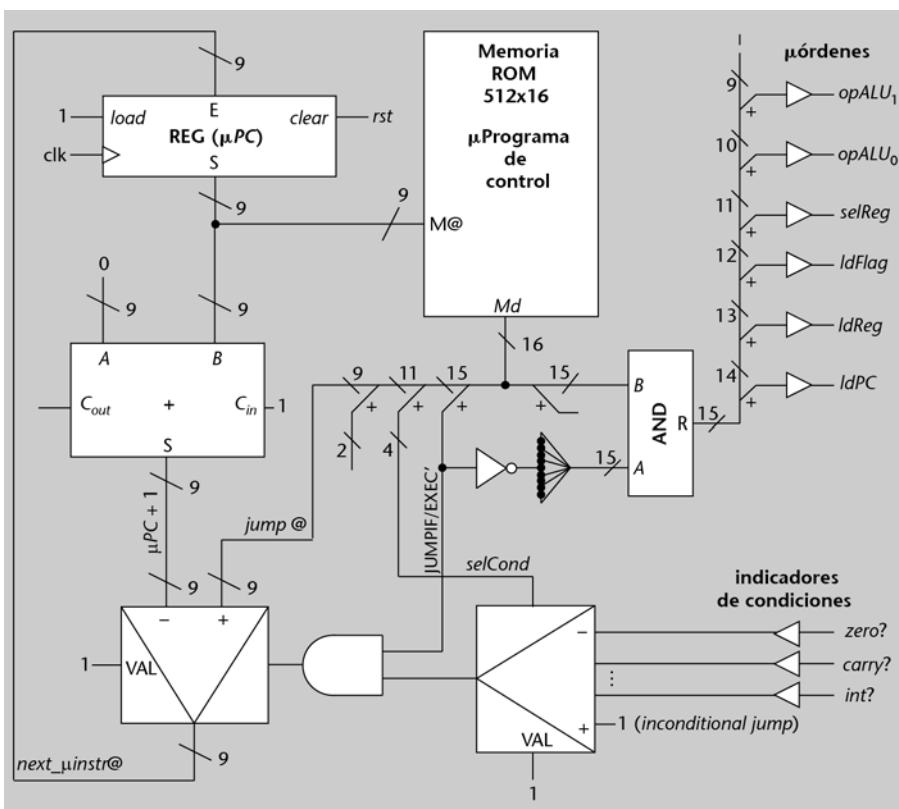 9
E
1
load
clear
rst
REG (μPC)
clk
S
9
9
Memoria
ROM
512x16
μPrograma
de
control
M@
Md
16
μórdenes
9
+
opALU1
10
+
opALU0
11
+
selReg
12
+
ldFlag
13
+
ldReg
14
+
ldPC
0
9
9
A
B
Cout
+
Cin
1
S
9
μPC + 1
9
11
15
15
+
+
+
+
2
4
B
AND
R
15
15
A
JUMPIF/EXEC'
jump @
selCond
9
9
−
+
1
VAL
9
next_μinstr@
indicadores
de condiciones
−
zero?
carry?
⋮
int?
+
1 (inconditional jump)
VAL
1